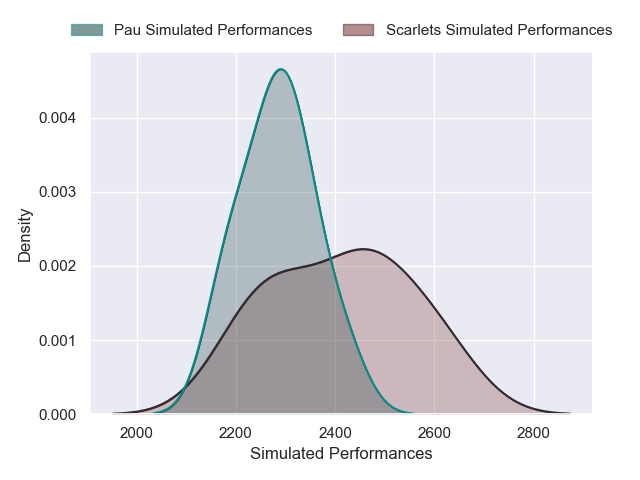 Pau Simulated Performances Scarlets Simulated Performances
0.004
0.003
0.002
0.001
0.000
Density
2000 2200 2400 2600 2800
Simulated Performances